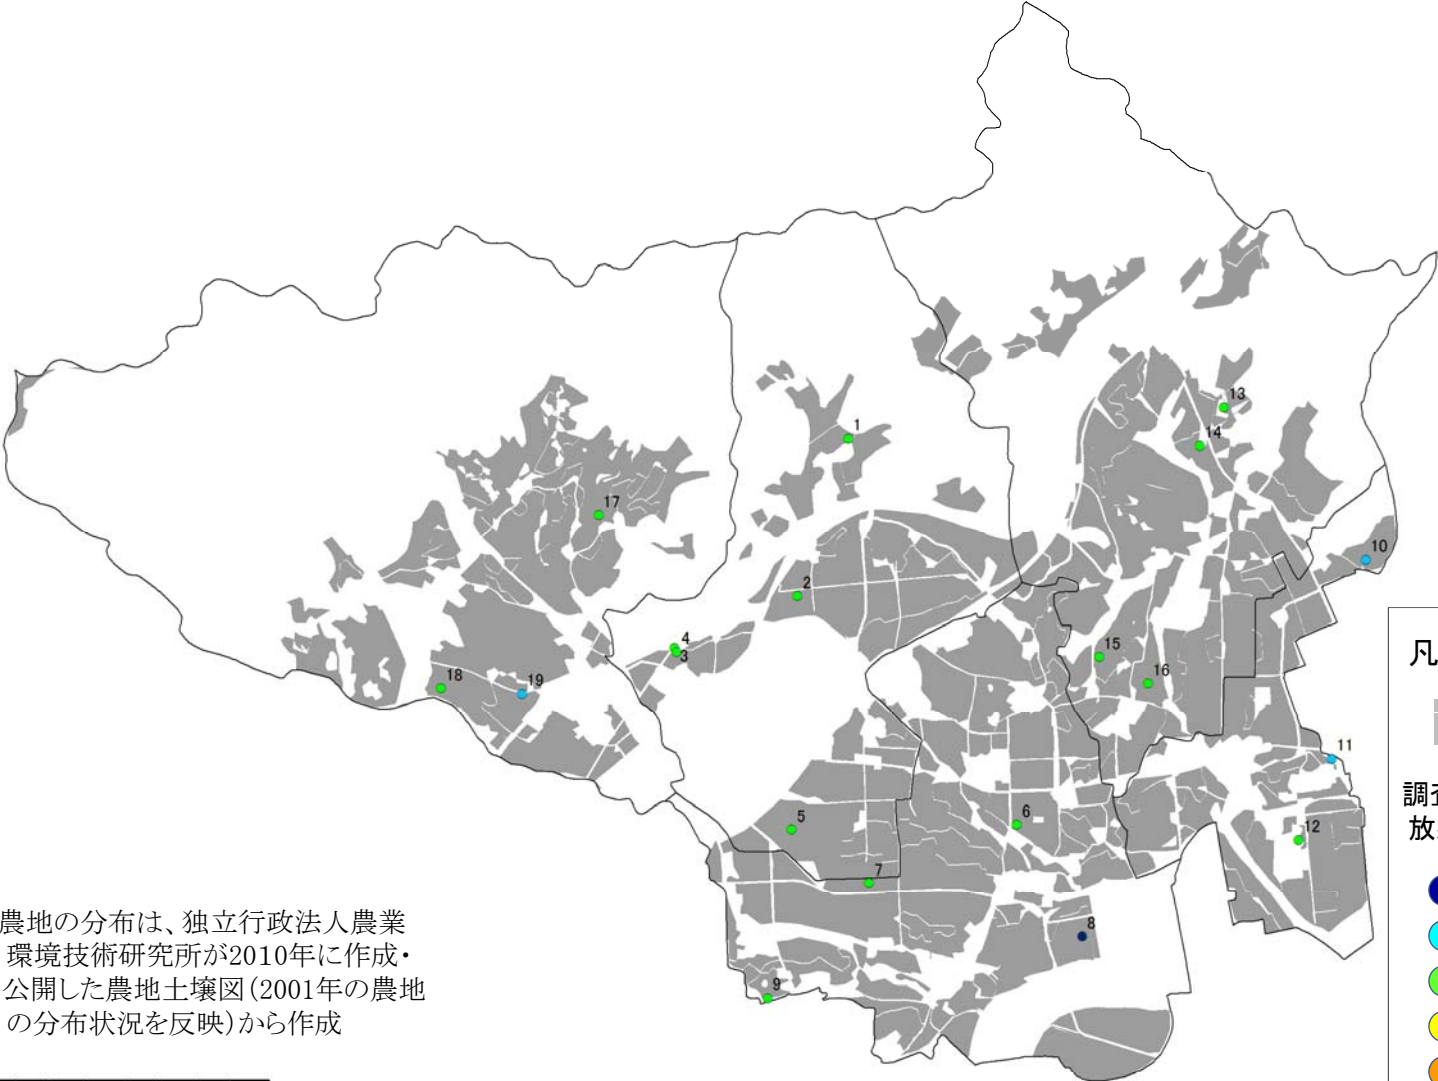 13
1
14
17
10
2
4
3
15
16
18
19
凡
11
調査
放
5
6
12
7
8
9
農地の分布は、独立行政法人農業
環境技術研究所が2010年に作成・
公開した農地土壌図(2001年の農地
の分布状況を反映)から作成